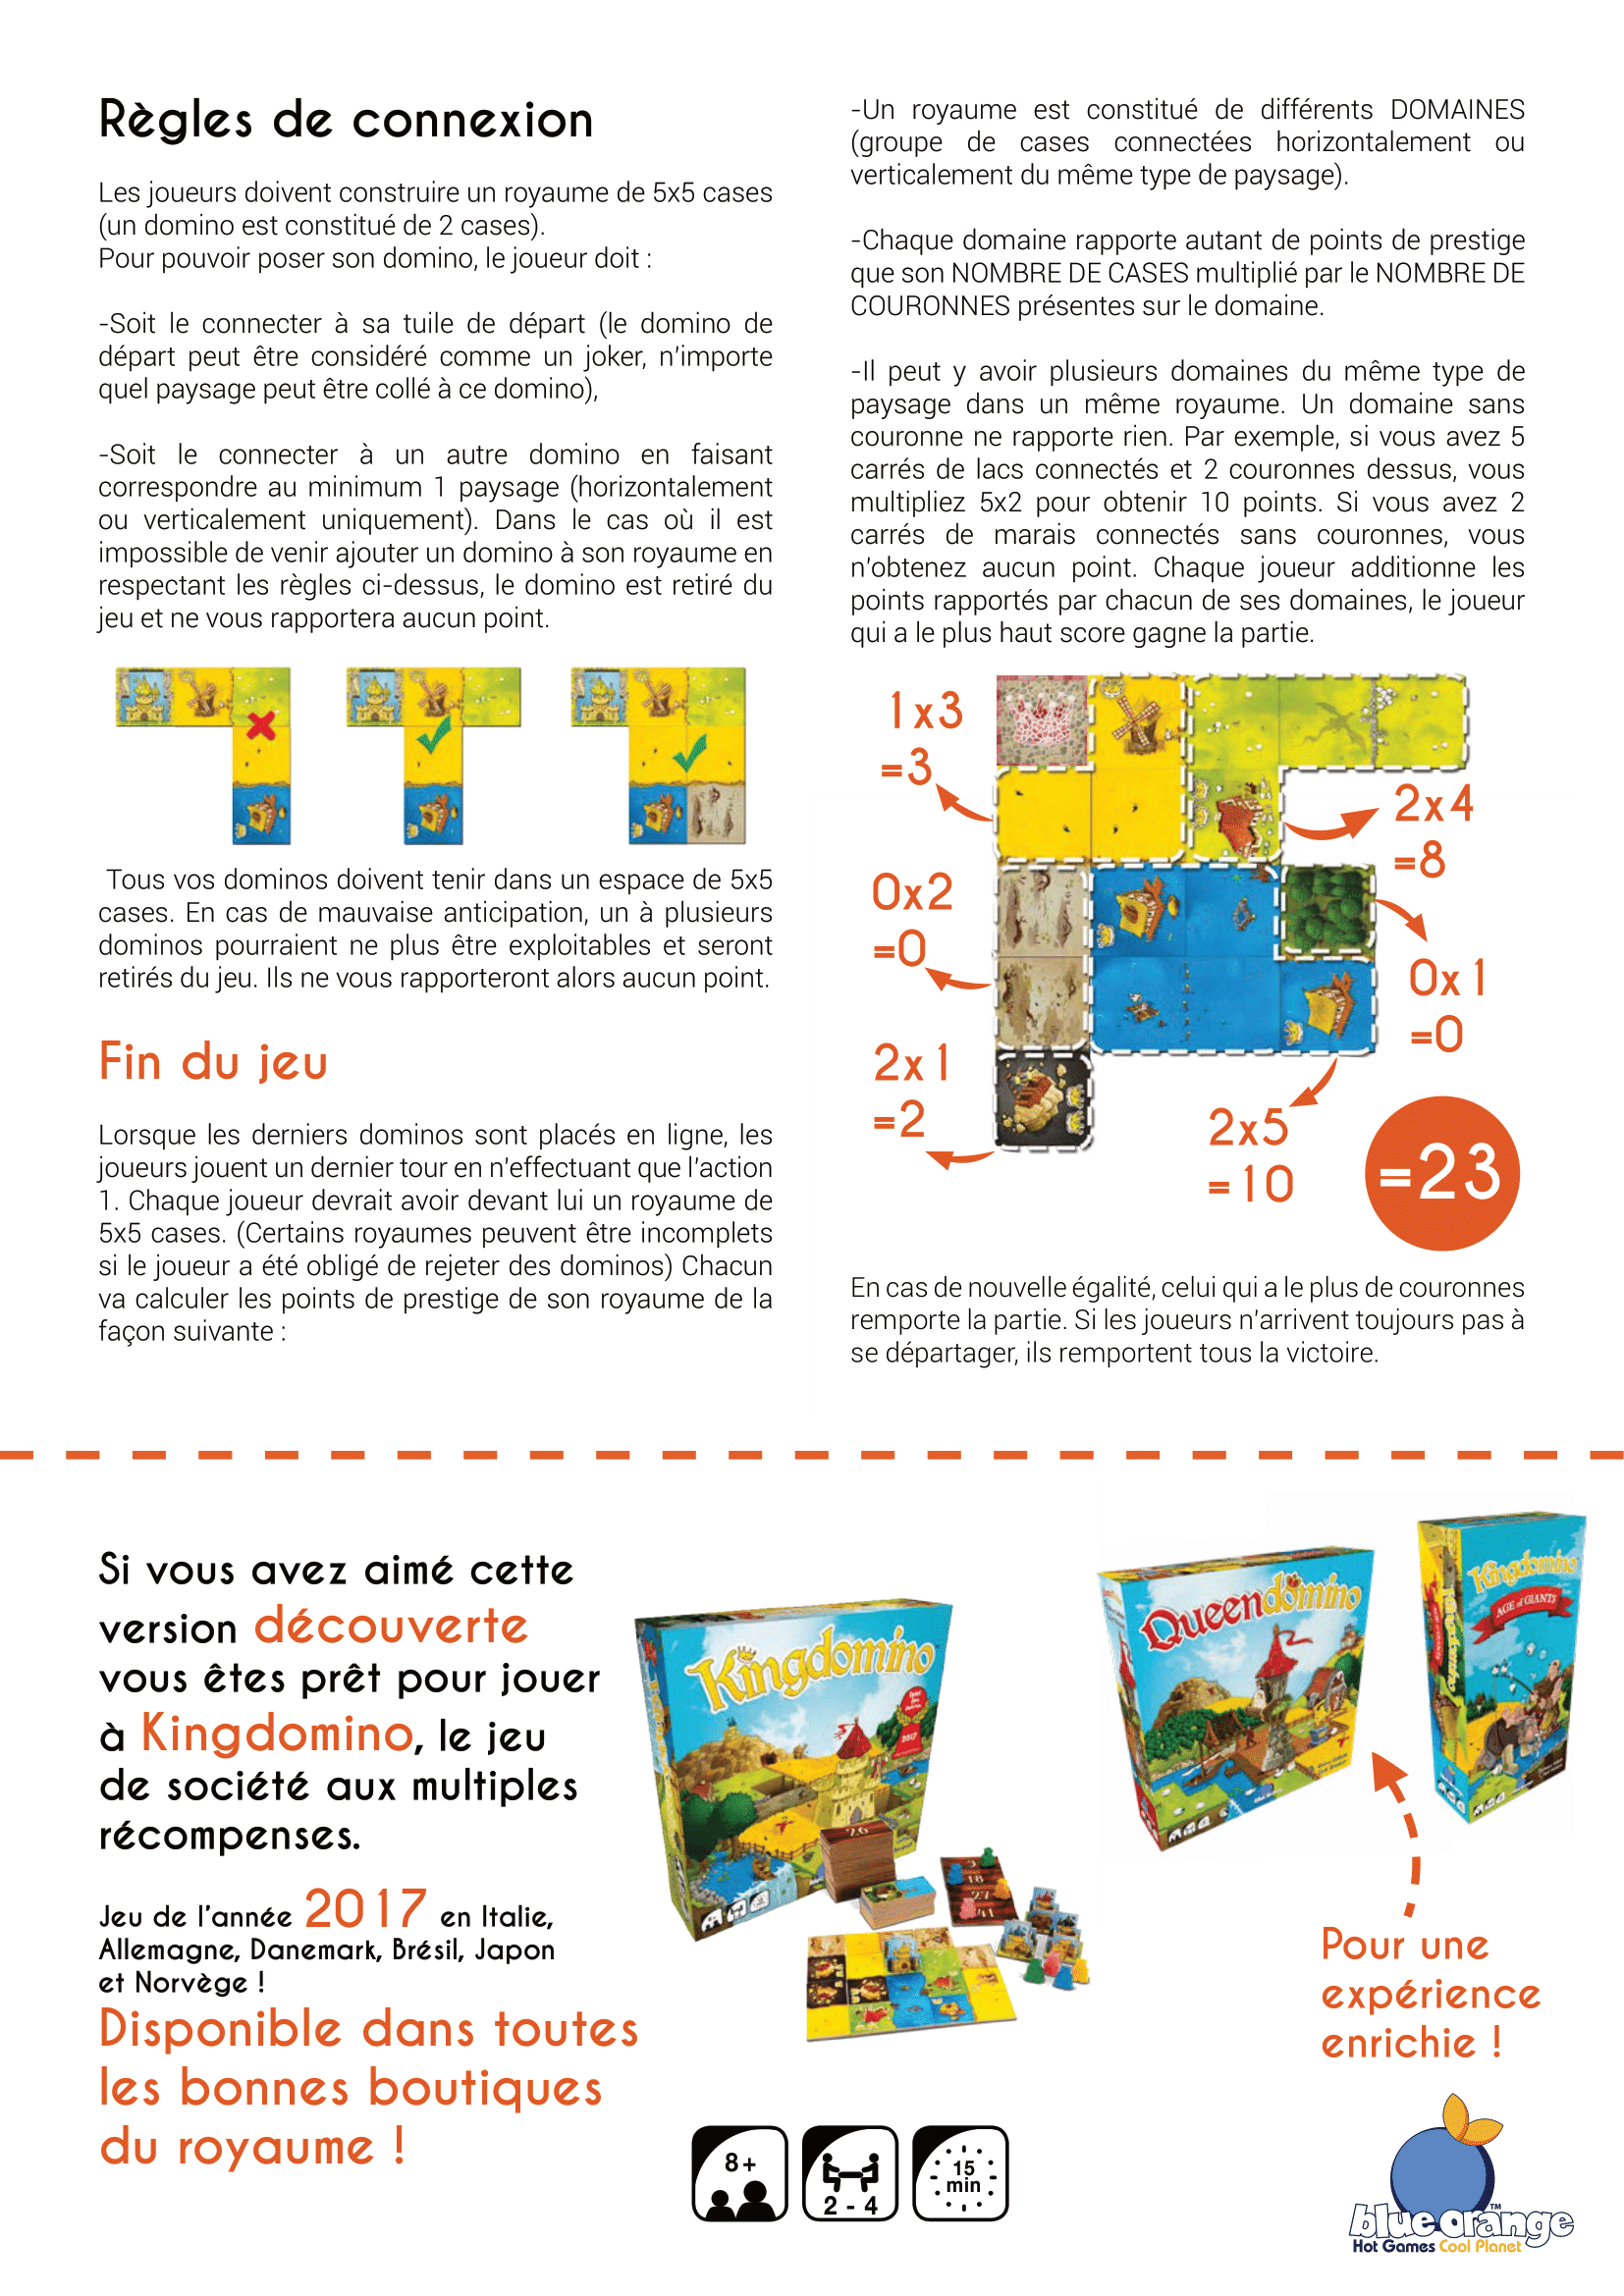 Règles de connexion
Les joueurs doivent construire un royaume de 5x5 cases
(un domino est constitué de 2 cases).
Pour pouvoir poser son domino, le joueur doit :
-Soit le connecter à sa tuile de départ (le domino de
départ peut être considéré comme un joker, n'importe
quel paysage peut être collé à ce domino),
-Soit le connecter à un autre domino en faisant
correspondre au minimum 1 paysage (horizontalement
ou verticalement uniquement). Dans le cas où il est
impossible de venir ajouter un domino à son royaume en
respectant les règles ci-dessus, le domino est retiré du
jeu et ne vous rapportera aucun point.
Tous vos dominos doivent tenir dans un espace de 5x5
cases. En cas de mauvaise anticipation, un à plusieurs
dominos pourraient ne plus être exploitables et seront
retirés du jeu. Ils ne vous rapporteront alors aucun point.
Fin du jeu
Lorsque les derniers dominos sont placés en ligne, les
joueurs jouent un dernier tour en n'effectuant que l'action
1. Chaque joueur devrait avoir devant lui un royaume de
5x5 cases. (Certains royaumes peuvent être incomplets
si le joueur a été obligé de rejeter des dominos) Chacun
va calculer les points de prestige de son royaume de la
façon suivante :
-Un royaume est constitué de différents DOMAINES
(groupe de cases connectées horizontalement ou
verticalement du même type de paysage).
-Chaque domaine rapporte autant de points de prestige
que son NOMBRE DE CASES multiplié par le NOMBRE DE
COURONNES présentes sur le domaine.
-Il peut y avoir plusieurs domaines du même type de
paysage dans un même royaume. Un domaine sans
couronne ne rapporte rien. Par exemple, si vous avez 5
carrés de lacs connectés et 2 couronnes dessus, vous
multipliez 5x2 pour obtenir 10 points. Si vous avez 2
carrés de marais connectés sans couronnes, vous
n'obtenez aucun point. Chaque joueur additionne les
points rapportés par chacun de ses domaines, le joueur
qui a le plus haut score gagne la partie.
1x3
=3
2x4
=8
0x2
=0
0x1
=0
2x1
=2
2x5
=10
=23
En cas de nouvelle égalité, celui qui a le plus de couronnes
remporte la partie. Si les joueurs n'arrivent toujours pas à
se départager, ils remportent tous la victoire.
Si vous avez aimé cette
version découverte
vous êtes prêt pour jouer
à Kingdomino, le jeu
de société aux multiples
récompenses.
Jeu de l'année 2017 en Italie,
Allemagne, Danemark, Brésil, Japon
et Norvège !
Disponible dans toutes
les bonnes boutiques
du royaume !
Kingdomino
Spiel des Jahres
2017
26
Queendomino
Kingdomino
AGE of GIANTS
Kingdomino
Pour une
expérience
enrichie !
8+
2 - 4
15
min
blue orange™
Hot Games Cool Planet